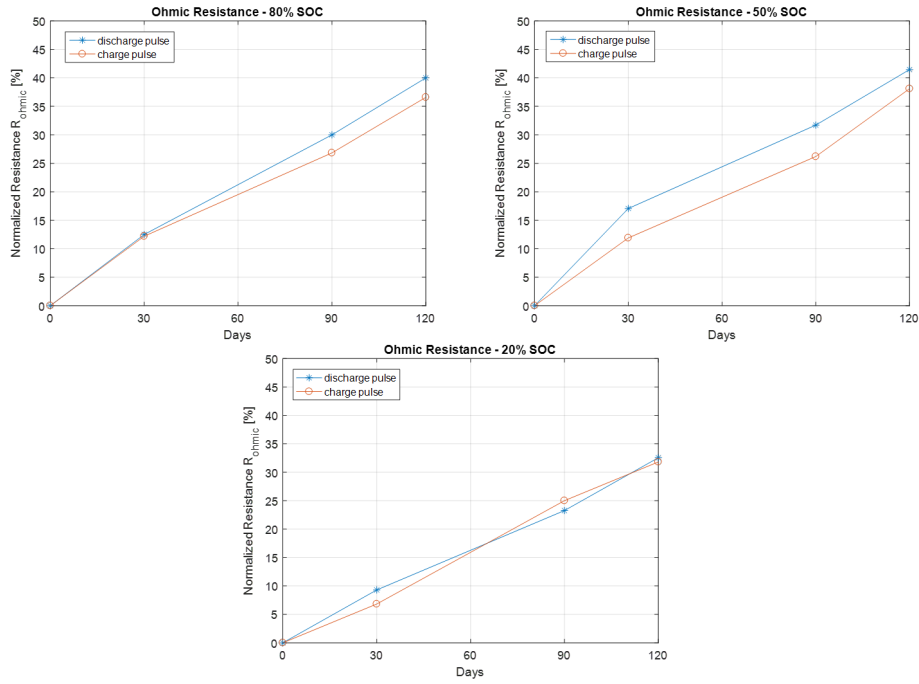 Ohmic Resistance - 80% SOC
Normalized Resistance R_ohmic [%]
50
45
40
35
30
25
20
15
10
5
0
discharge pulse
charge pulse
0 30 60 90 120
Days
Ohmic Resistance - 50% SOC
Normalized Resistance R_ohmic [%]
50
45
40
35
30
25
20
15
10
5
0
discharge pulse
charge pulse
0 30 60 90 120
Days
Ohmic Resistance - 20% SOC
Normalized Resistance R_ohmic [%]
50
45
40
35
30
25
20
15
10
5
0
discharge pulse
charge pulse
0 30 60 90 120
Days